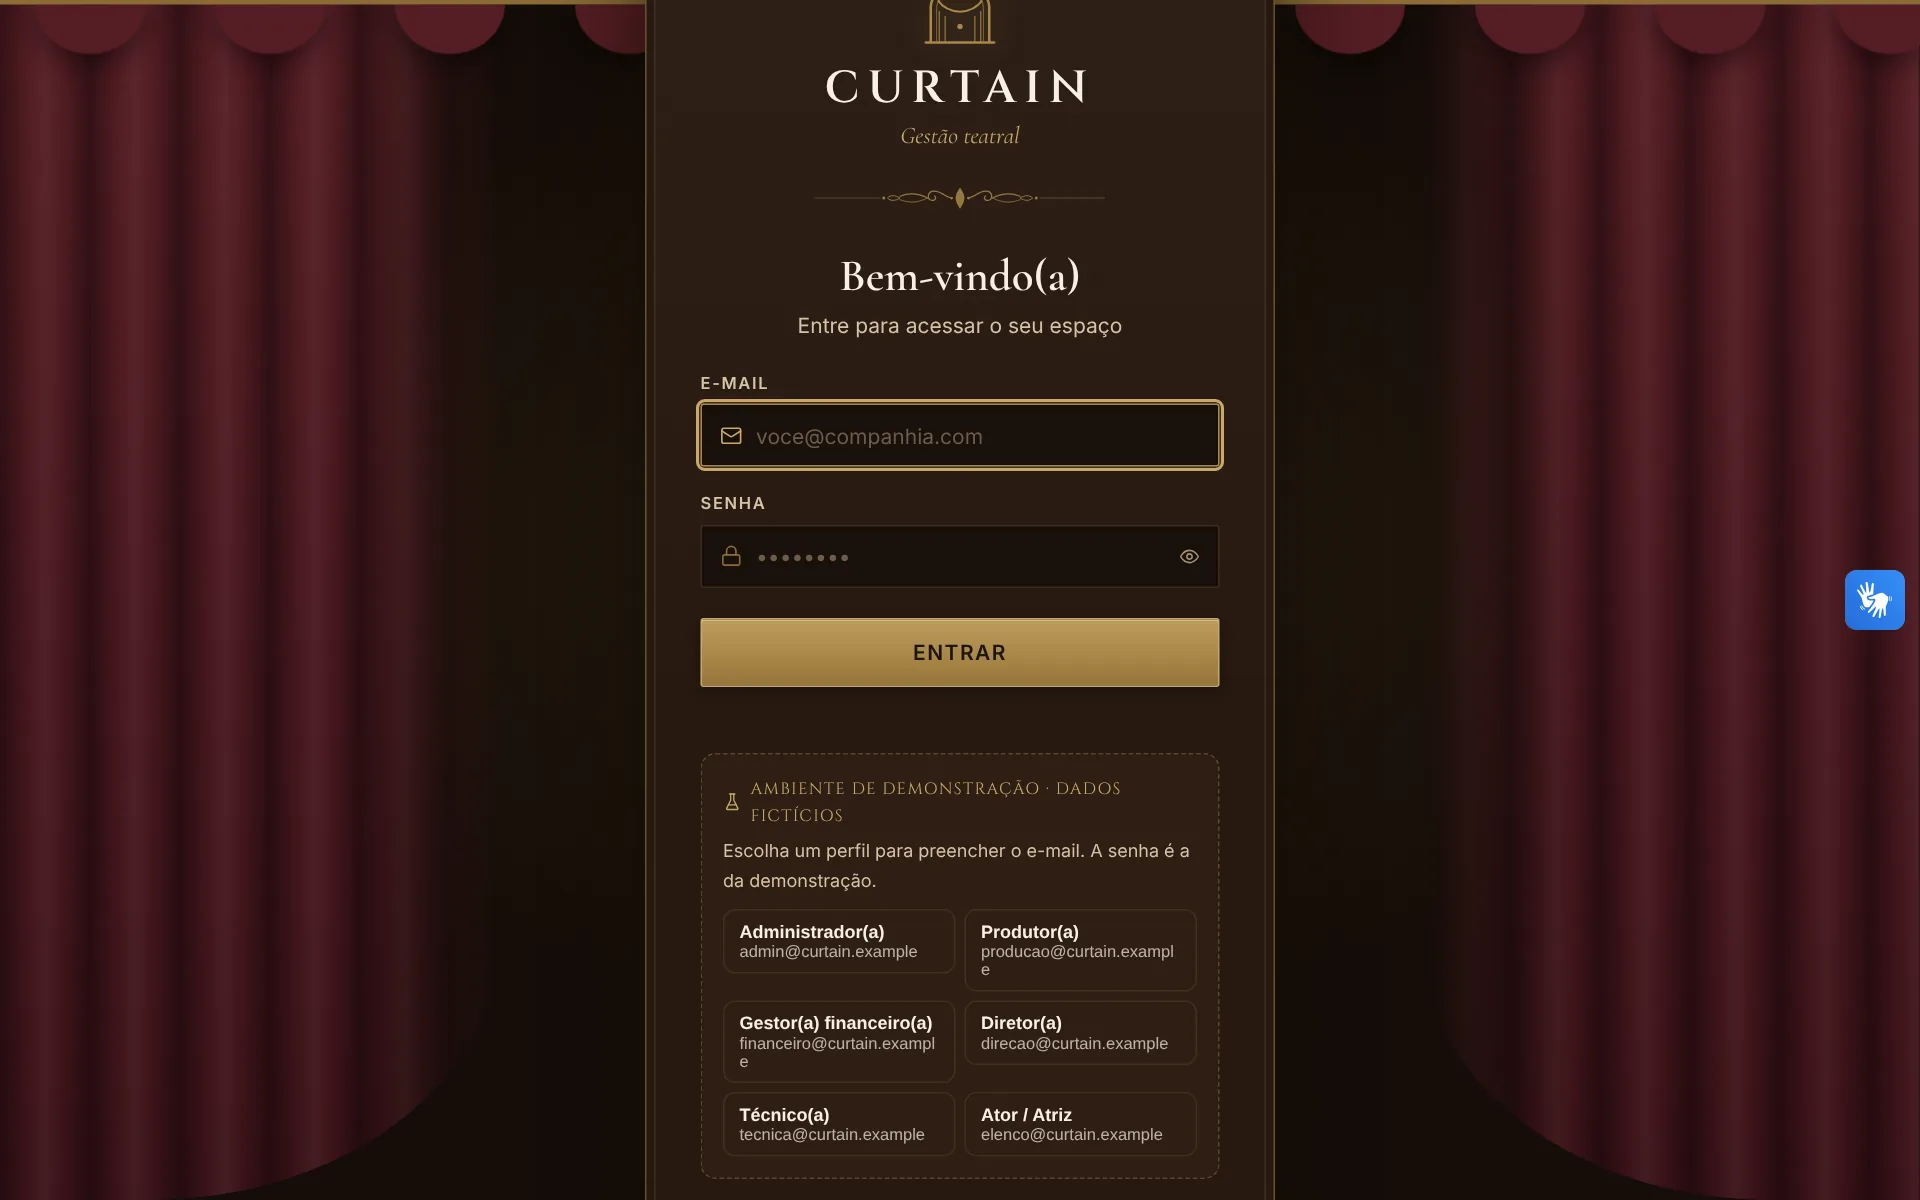 CURTAIN
Gestão teatral
Bem-vindo(a)
Entre para acessar o seu espaço
E-MAIL
voce@companhia.com
SENHA
ENTRAR
AMBIENTE DE DEMONSTRAÇÃO · DADOS
FICTÍCIOS
Escolha um perfil para preencher o e-mail. A senha é a
da demonstração.
Administrador(a)
admin@curtain.example
Produtor(a)
producao@curtain.exampl
e
Gestor(a) financeiro(a)
financeiro@curtain.exampl
e
Diretor(a)
direcao@curtain.example
Técnico(a)
tecnica@curtain.example
Ator / Atriz
elenco@curtain.example